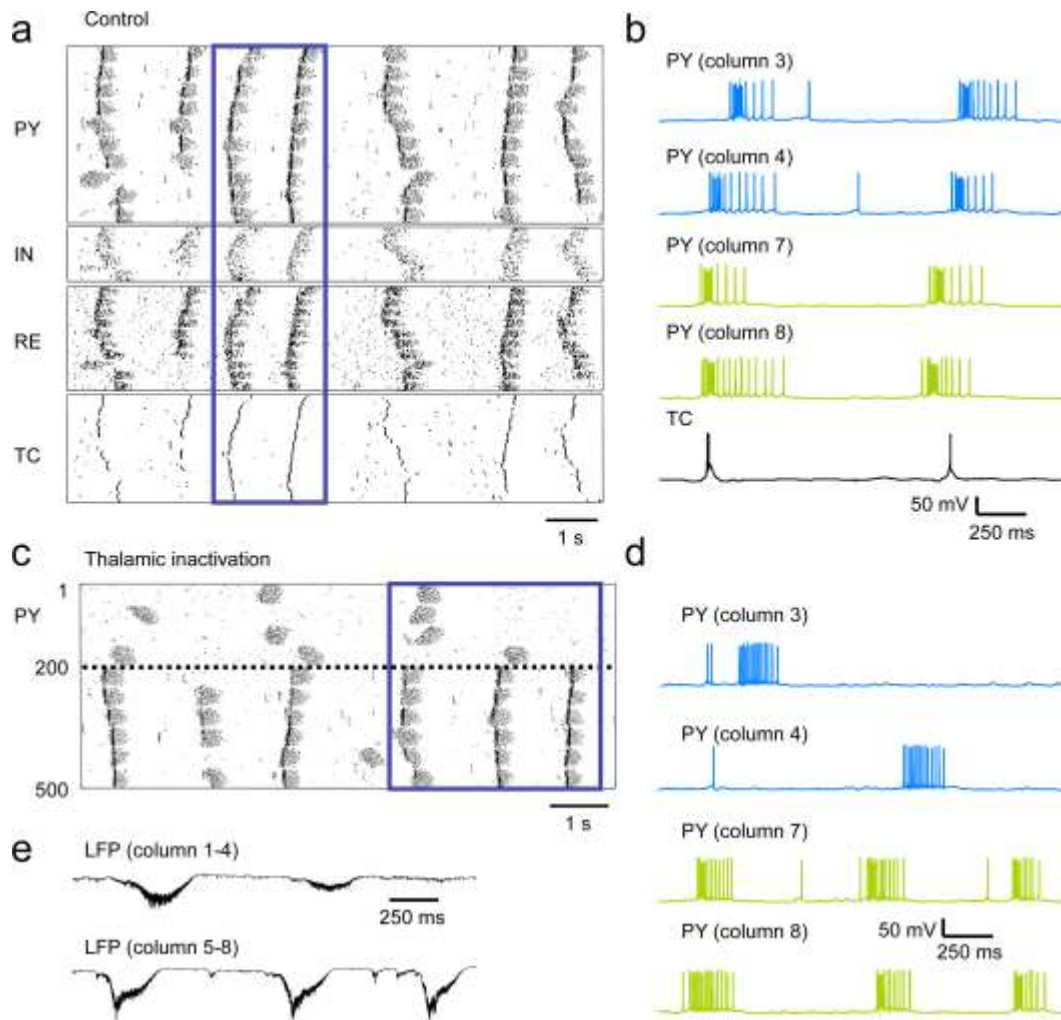 a
Control
PY
IN
RE
TC
1 s
b
PY (column 3)
PY (column 4)
PY (column 7)
PY (column 8)
TC
50 mV
250 ms
c
Thalamic inactivation
PY
1
200
500
1 s
d
PY (column 3)
PY (column 4)
PY (column 7)
PY (column 8)
50 mV
250 ms
e
LFP (column 1-4)
250 ms
LFP (column 5-8)